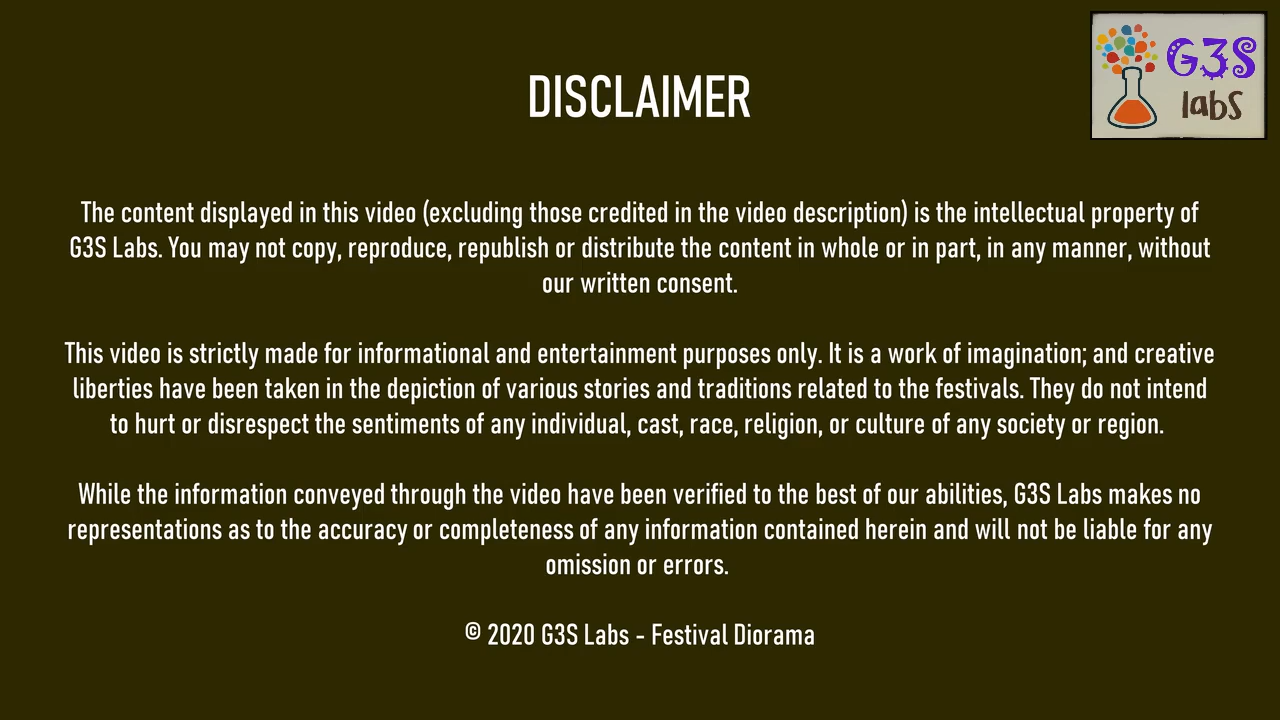 G3S
labs
DISCLAIMER
The content displayed in this video (excluding those credited in the video description) is the intellectual property of
G3S Labs. You may not copy, reproduce, republish or distribute the content in whole or in part, in any manner, without
our written consent.
This video is strictly made for informational and entertainment purposes only. It is a work of imagination; and creative
liberties have been taken in the depiction of various stories and traditions related to the festivals. They do not intend
to hurt or disrespect the sentiments of any individual, cast, race, religion, or culture of any society or region.
While the information conveyed through the video have been verified to the best of our abilities, G3S Labs makes no
representations as to the accuracy or completeness of any information contained herein and will not be liable for any
omission or errors.
© 2020 G3S Labs - Festival Diorama